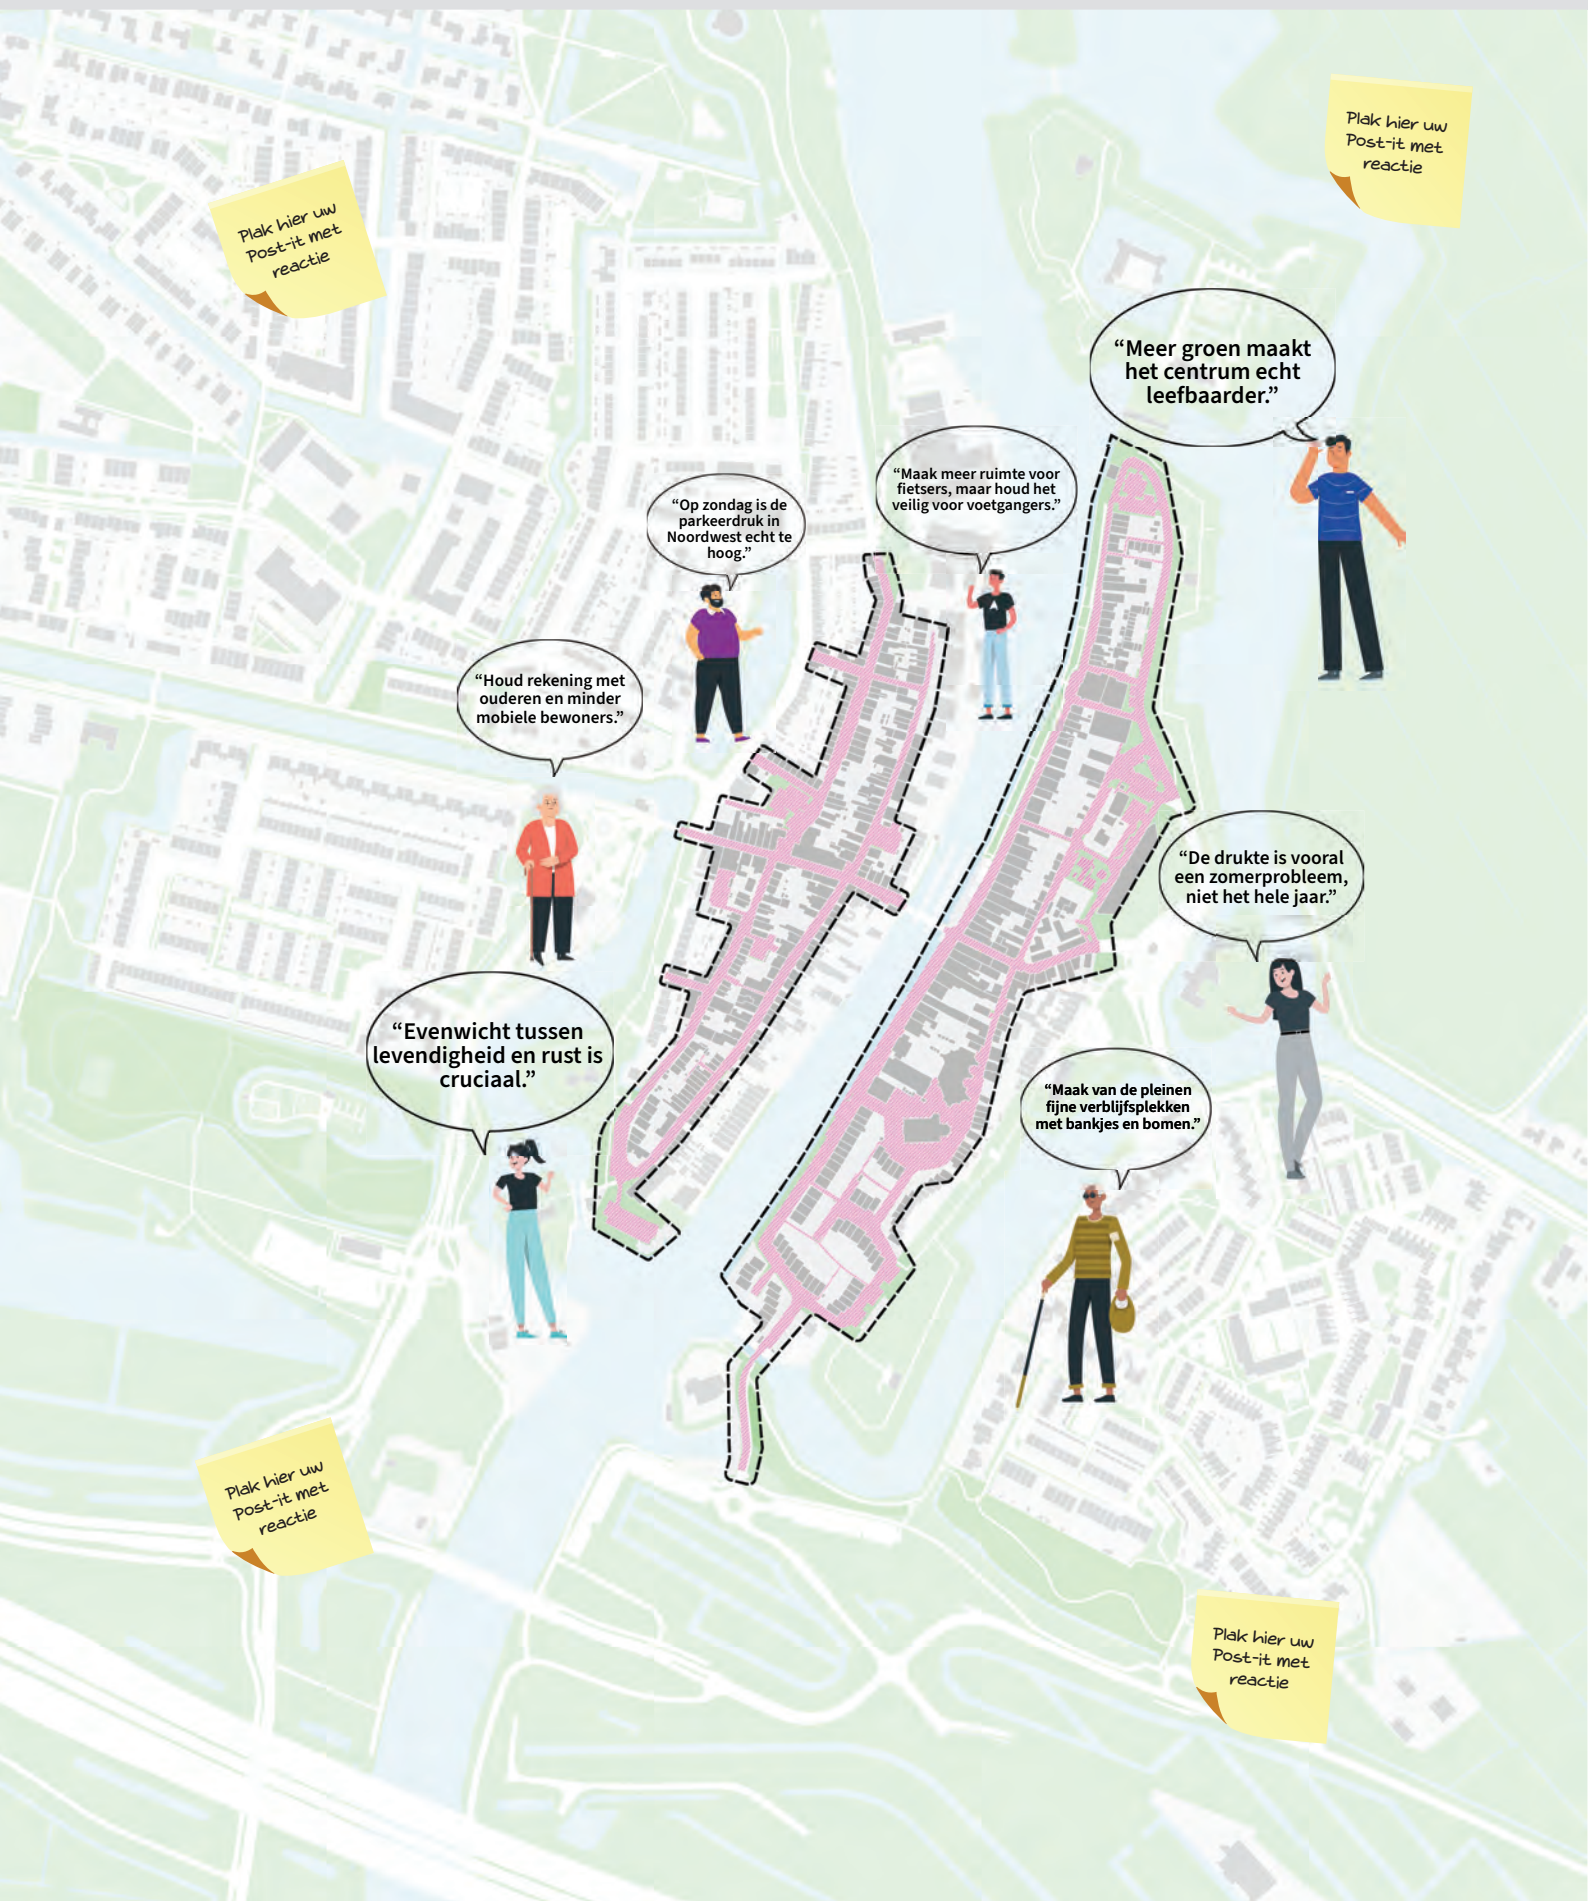 Plak hier uw
Post-it met
reactie
Plak hier uw
Post-it met
reactie
“Meer groen maakt
het centrum echt
leefbaarder.”
“Maak meer ruimte voor
fietsers, maar houd het
veilig voor voetgangers.”
“Op zondag is de
parkeerdruk in
Noordwest echt te
hoog.”
“Houd rekening met
ouderen en minder
mobiele bewoners.”
“De drukte is vooral
een zomerprobleem,
niet het hele jaar.”
“Evenwicht tussen
levendigheid en rust is
cruciaal.”
“Maak van de pleinen
fijne verblijfsplekken
met bankjes en bomen.”
Plak hier uw
Post-it met
reactie
Plak hier uw
Post-it met
reactie